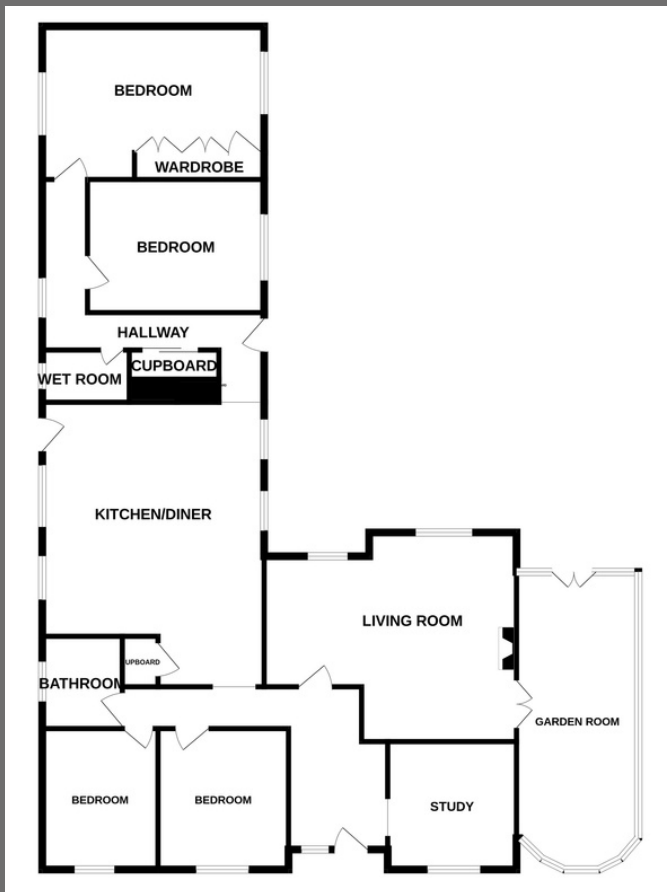 BEDROOM
WARDROBE
BEDROOM
HALLWAY
CUPBOARD
WET ROOM
KITCHEN/DINER
LIVING ROOM
UPBOARD
BATHROOM
GARDEN ROOM
BEDROOM
BEDROOM
STUDY